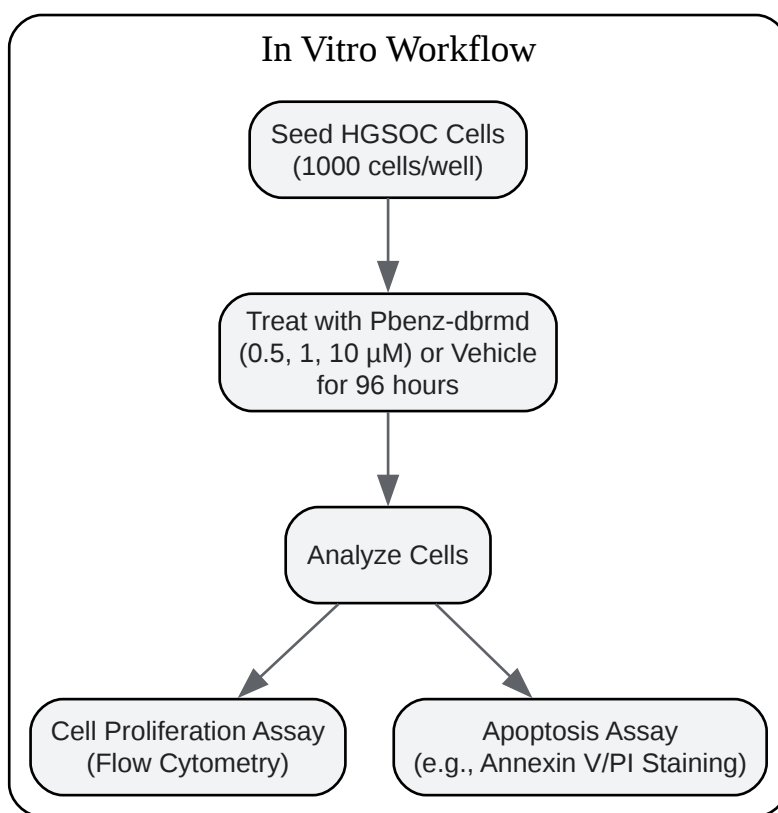 In Vitro Workflow
Seed HGSOC Cells
(1000 cells/well)
Treat with Pbenz-dbrmd
(0.5, 1, 10 µM) or Vehicle
for 96 hours
Analyze Cells
Cell Proliferation Assay
(Flow Cytometry)
Apoptosis Assay
(e.g., Annexin V/PI Staining)